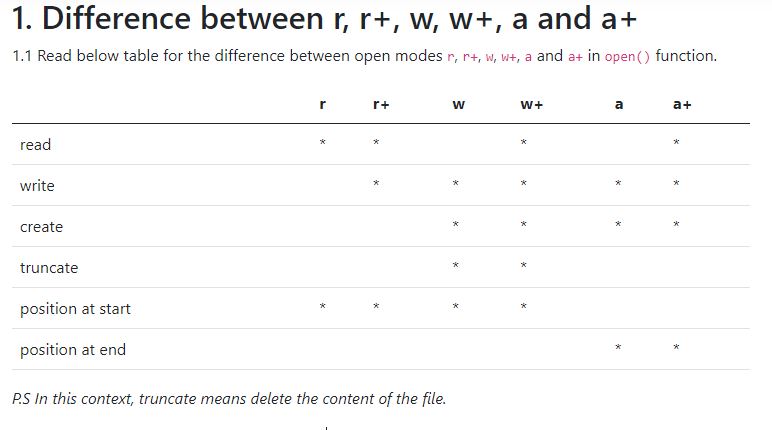 1. Difference between r, r+, w, w+, a and a+
1.1 Read below table for the difference between open modes r, r+, w, w+, a and a+ in open() function.
r r+ w w+ a a+
read * * * *
write * * * * *
create * * * *
truncate * *
position at start * * * *
position at end * *
P.S In this context, truncate means delete the content of the file.